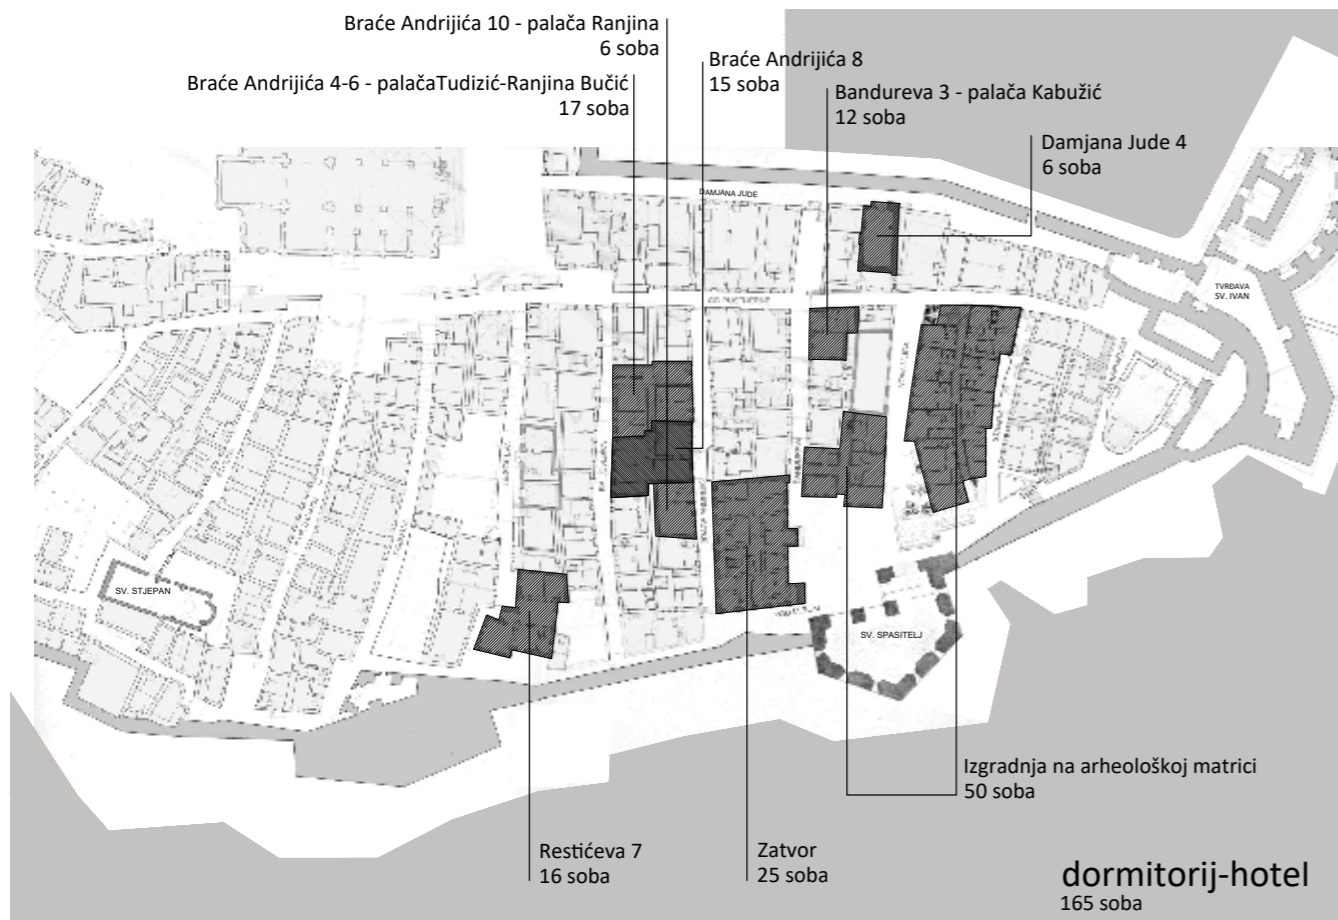 Braće Andrijića 10 - palača Ranjina
6 soba
Braće Andrijića 8
15 soba
Braće Andrijića 4-6 - palačaTudizić-Ranjina Bučić
17 soba
Bandureva 3 - palača Kabužić
12 soba
Damjana Jude 4
6 soba
DAMJANA JUDE
TVRĐAVA
SV. IVAN
SV. STJEPAN
SV. SPASITELJ
Izgradnja na arheološkoj matrici
50 soba
Restićeva 7
16 soba
Zatvor
25 soba
dormitorij-hotel
165 soba